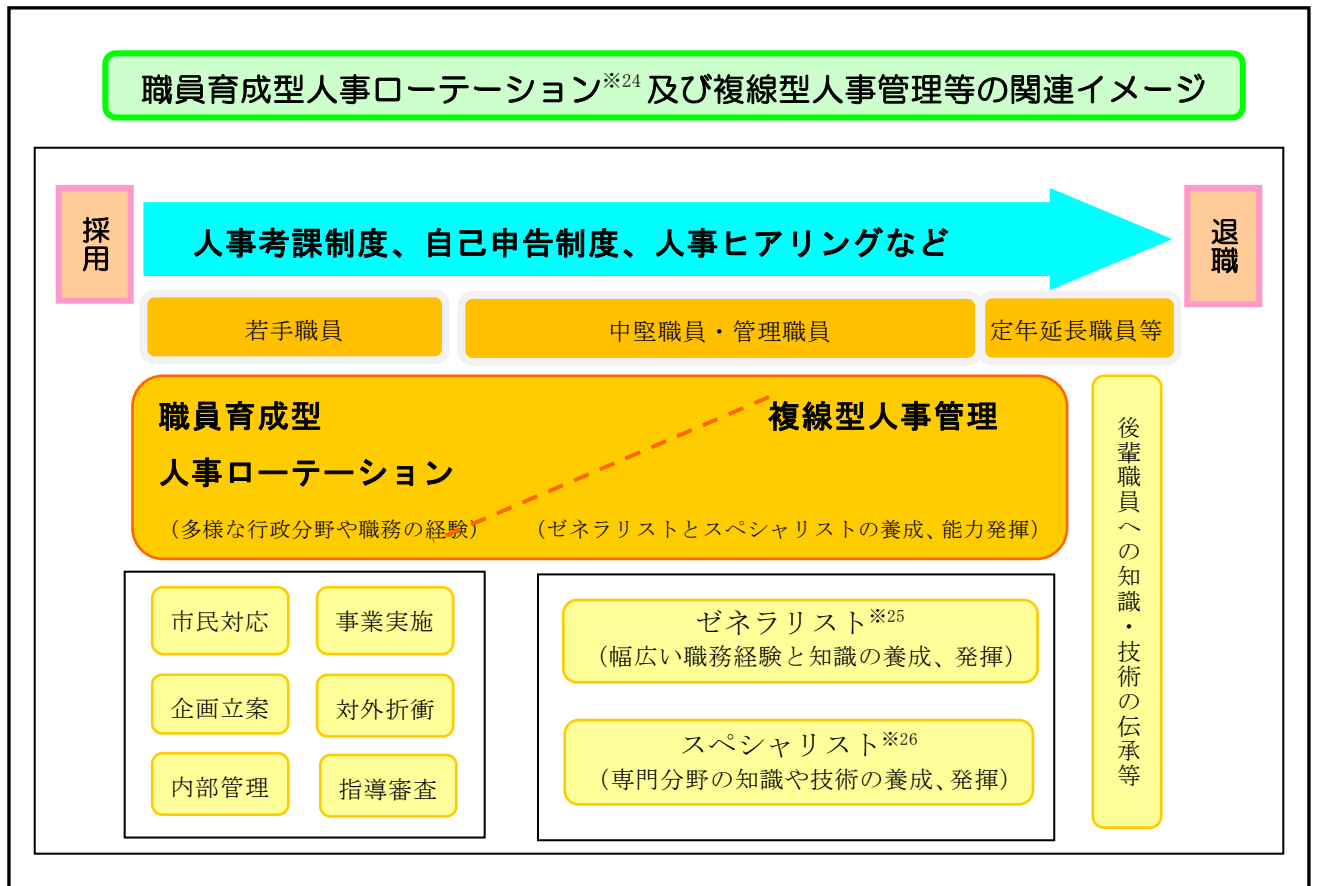 職員育成型人事ローテーション※24 及び複線型人事管理等の関連イメージ
採用
人事考課制度、自己申告制度、人事ヒアリングなど
退職
若手職員
中堅職員・管理職員
定年延長職員等
職員育成型
人事ローテーション
（多様な行政分野や職務の経験）
複線型人事管理
（ゼネラリストとスペシャリストの養成、能力発揮）
後輩職員への知識・技術の伝承等
市民対応
事業実施
企画立案
対外折衝
内部管理
指導審査
ゼネラリスト※25
（幅広い職務経験と知識の養成、発揮）
スペシャリスト※26
（専門分野の知識や技術の養成、発揮）